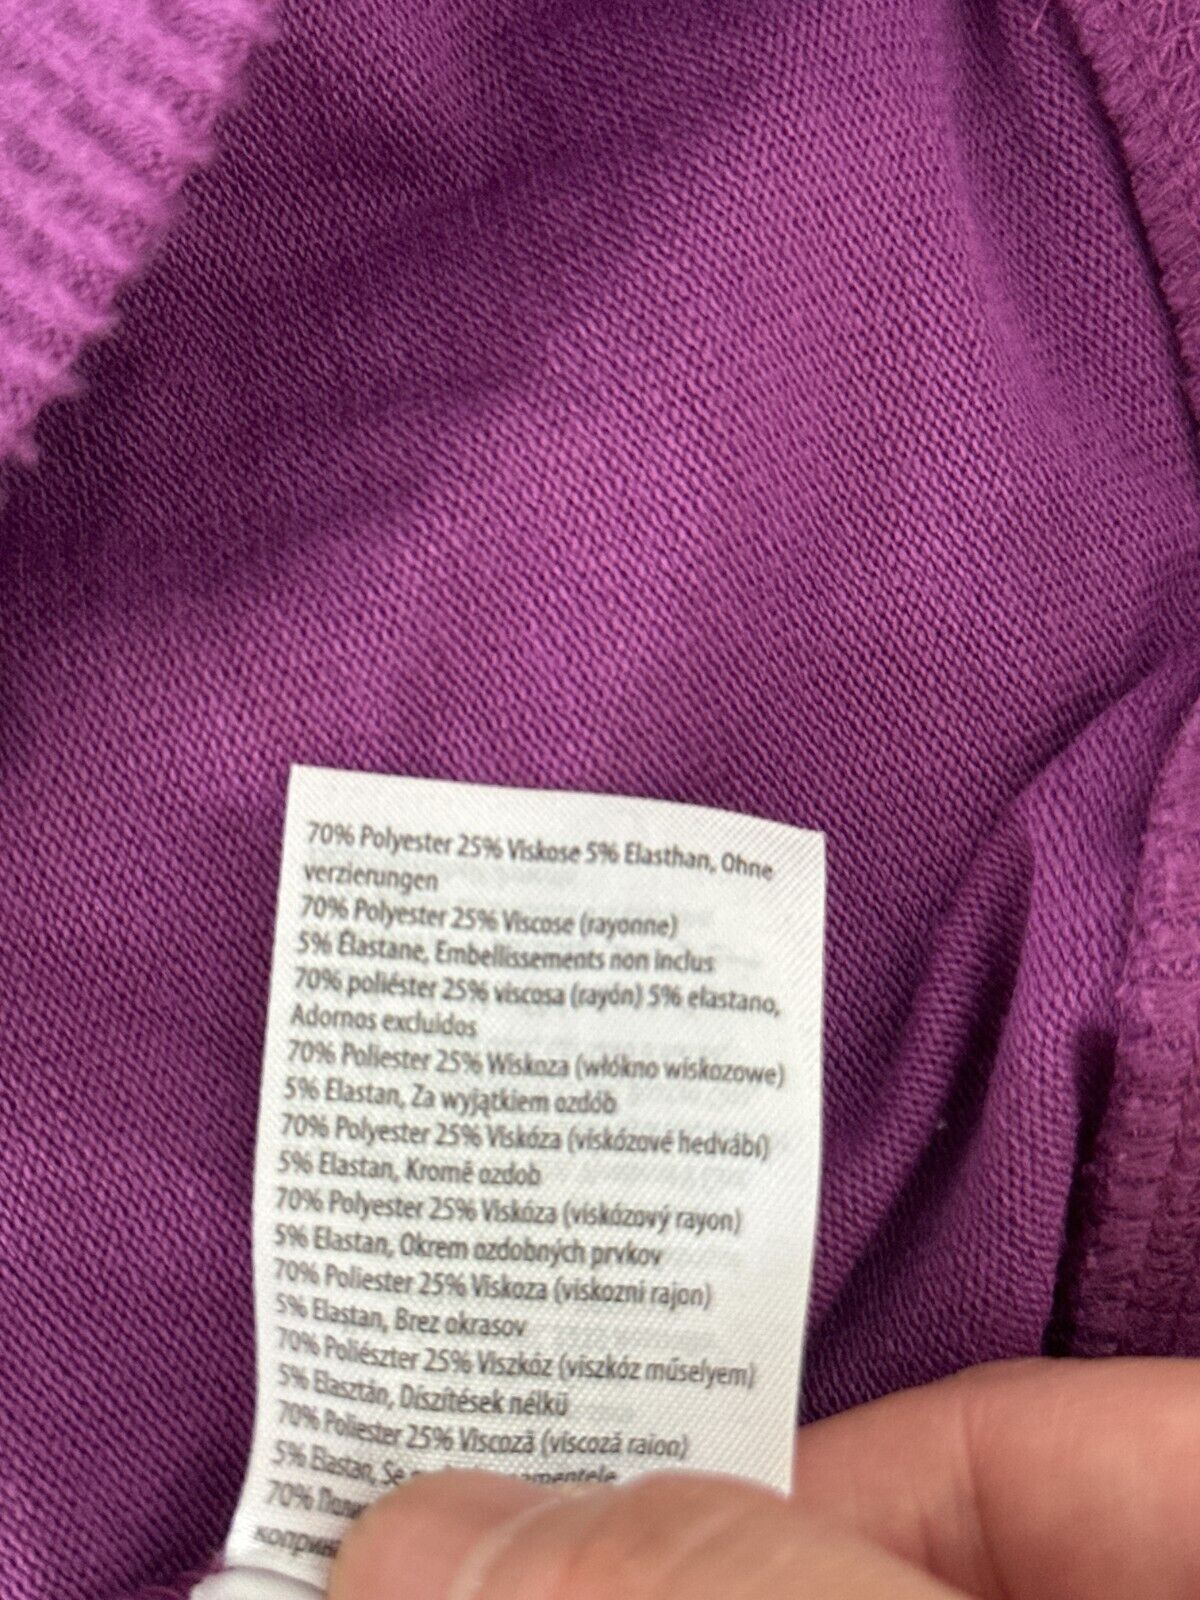 70% Polyester 25% Viskose 5% Elasthan, Ohne
verzierungen
70% Polyester 25% Viscose (rayonne)
5% Élastane, Embellissements non inclus
70% poliéster 25% viscosa (rayón) 5% elastano,
Adornos excluidos
70% Poliester 25% Wiskoza (włókno wiskozowe)
5% Elastan, Za wyjątkiem ozdób
70% Polyester 25% Viskóza (viskózové hedvábí)
5% Elastan, Kromě ozdob
70% Polyester 25% Viskóza (viskózový rayon)
5% Elastan, Okrem ozdobných prvkov
70% Poliester 25% Viskoza (viskozni rajon)
5% Elastan, Brez okrasov
70% Poliészter 25% Viszkóz (viszkóz műselyem)
5% Elasztán, Díszítések nélkü
70% Poliester 25% Viscoză (viscoză raion)
5% Elastan, Se
70%